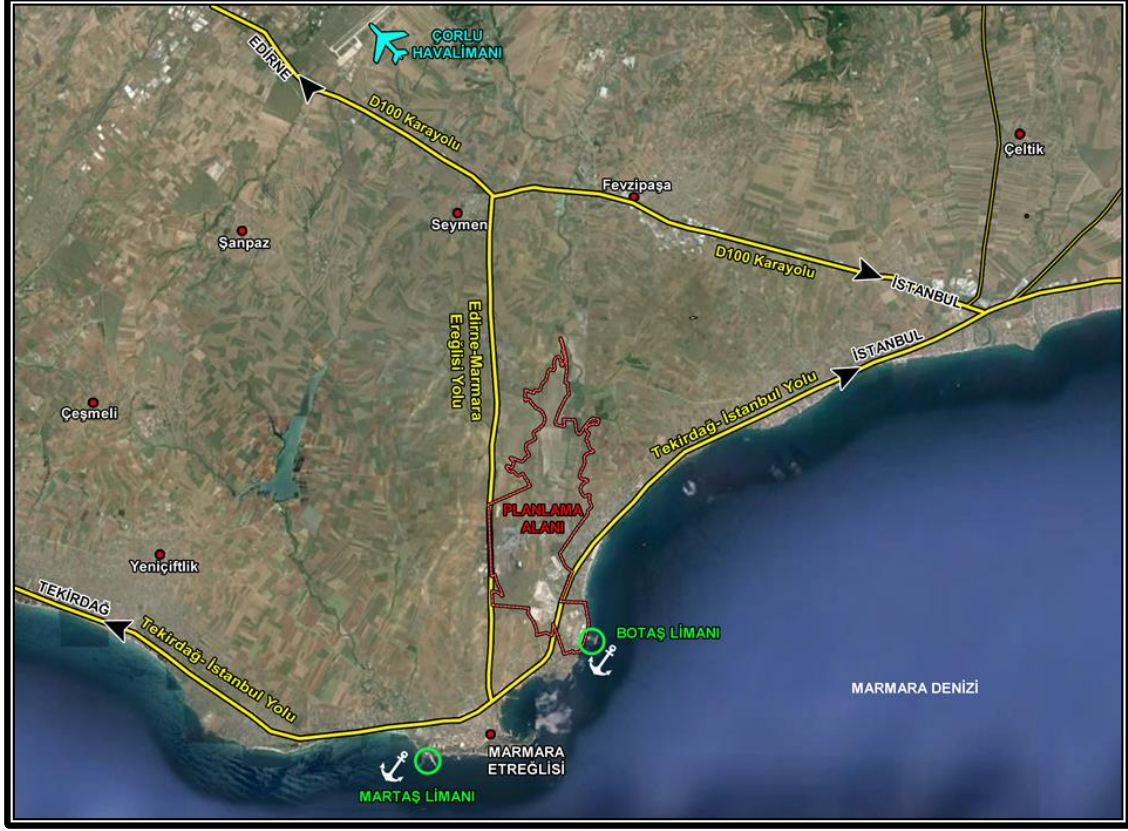 ÇORLU
HAVALİMANI
EDİRNE
D100 Karayolu
Çeltik
Fevzipaşa
Seymen
Şanpaz
D100 Karayolu
İSTANBUL
Edirne-Marmara
Ereğlisi Yolu
İSTANBUL
Tekirdağ- İstanbul Yolu
Çeşmeli
PLANLAMA
ALANI
Yeniçiftlik
TEKİRDAĞ
Tekirdağ- İstanbul Yolu
BOTAŞ LİMANI
MARMARA DENİZİ
MARMARA
ETREĞLİSİ
MARTAŞ LİMANI